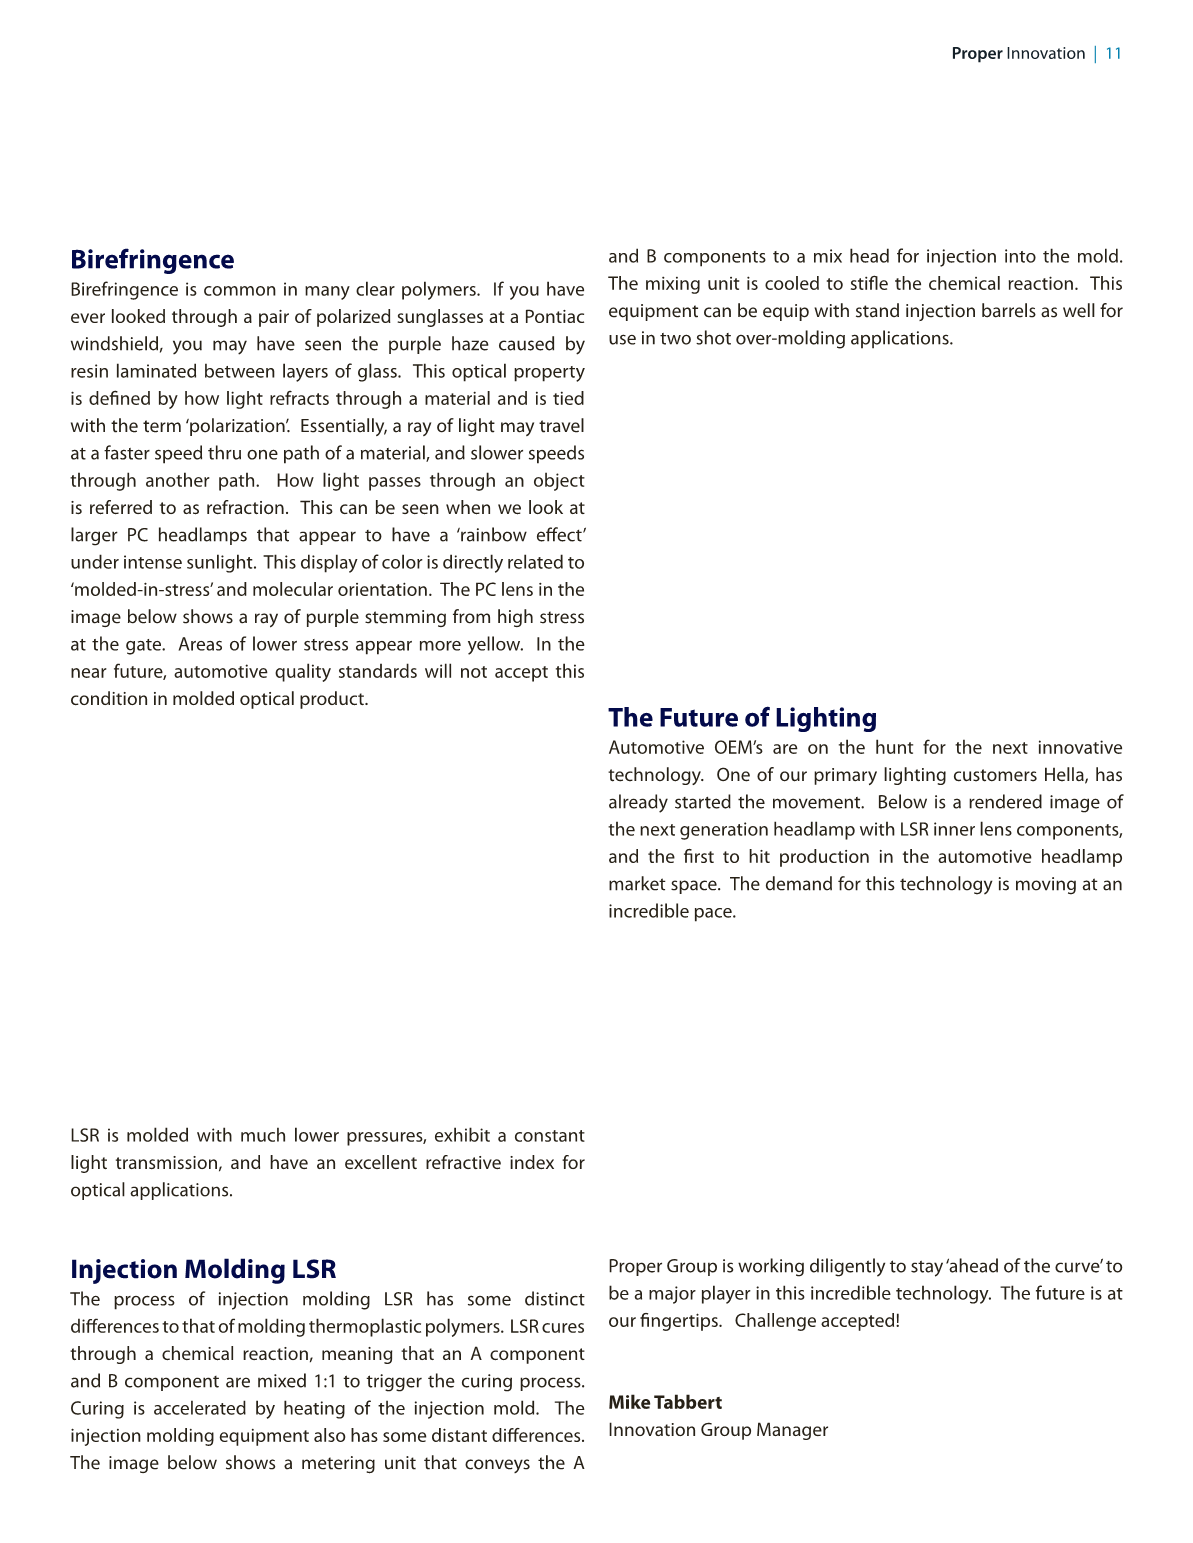 Proper Innovation | 11
Birefringence
Birefringence is common in many clear polymers.  If you have
ever looked through a pair of polarized sunglasses at a Pontiac
windshield, you may have seen the purple haze caused by
resin laminated between layers of glass.  This optical property
is defined by how light refracts through a material and is tied
with the term ‘polarization’.  Essentially, a ray of light may travel
at a faster speed thru one path of a material, and slower speeds
through another path.  How light passes through an object
is referred to as refraction.  This can be seen when we look at
larger PC headlamps that appear to have a ‘rainbow effect’
under intense sunlight.  This display of color is directly related to
‘molded-in-stress’ and molecular orientation.  The PC lens in the
image below shows a ray of purple stemming from high stress
at the gate.  Areas of lower stress appear more yellow.  In the
near future, automotive quality standards will not accept this
condition in molded optical product.
LSR is molded with much lower pressures, exhibit a constant
light transmission, and have an excellent refractive index for
optical applications.
Injection Molding LSR
The process of injection molding LSR has some distinct
differences to that of molding thermoplastic polymers.  LSR cures
through a chemical reaction, meaning that an A component
and B component are mixed 1:1 to trigger the curing process.
Curing is accelerated by heating of the injection mold.  The
injection molding equipment also has some distant differences.
The image below shows a metering unit that conveys the A
and B components to a mix head for injection into the mold.
The mixing unit is cooled to stifle the chemical reaction.  This
equipment can be equip with stand injection barrels as well for
use in two shot over-molding applications.
The Future of Lighting
Automotive OEM’s are on the hunt for the next innovative
technology.  One of our primary lighting customers Hella, has
already started the movement.  Below is a rendered image of
the next generation headlamp with LSR inner lens components,
and the first to hit production in the automotive headlamp
market space.  The demand for this technology is moving at an
incredible pace.
Proper Group is working diligently to stay ‘ahead of the curve’ to
be a major player in this incredible technology.  The future is at
our fingertips.   Challenge accepted!
Mike Tabbert
Innovation Group Manager